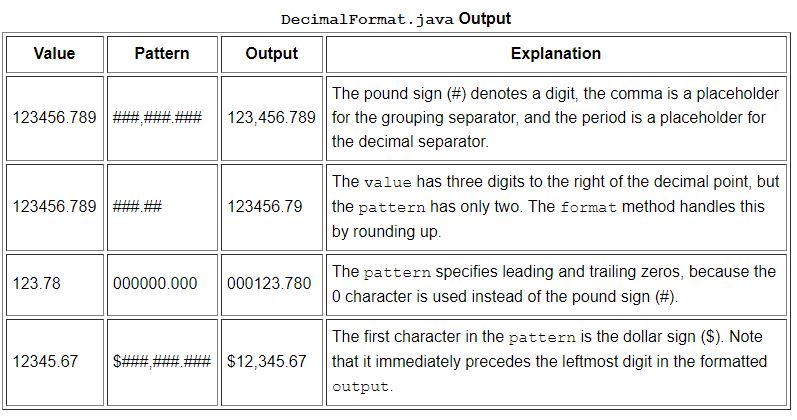 DecimalFormat.java Output
Value Pattern Output Explanation
123456.789 ###,###.### 123,456.789 The pound sign (#) denotes a digit, the comma is a placeholder
for the grouping separator, and the period is a placeholder for
the decimal separator.
123456.789 ###.## 123456.79 The value has three digits to the right of the decimal point, but
the pattern has only two. The format method handles this
by rounding up.
123.78 000000.000 000123.780 The pattern specifies leading and trailing zeros, because the
0 character is used instead of the pound sign (#).
12345.67 $###,###.### $12,345.67 The first character in the pattern is the dollar sign ($). Note
that it immediately precedes the leftmost digit in the formatted
output.